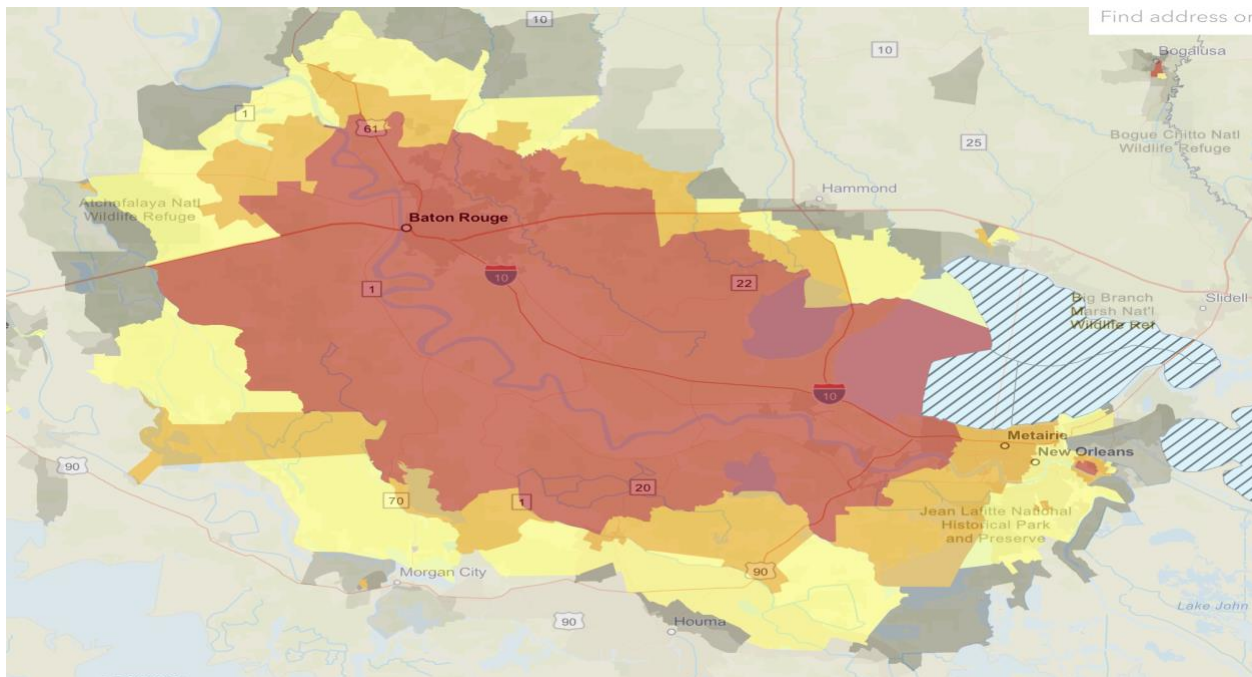 Find address or
10
10
Bogalusa
1
61
25
Bogue Chitto Natl
Wildlife Refuge
Hammond
Atchafalaya Natl
Wildlife Refuge
Baton Rouge
10
1
22
Big Branch
Marsh Nat'l
Wildlife Ref
Slidell
e
10
Metairie
New Orleans
90
20
70
1
Jean Lafitte National
Historical Park
and Preserve
Morgan City
90
90
Houma
Lake John